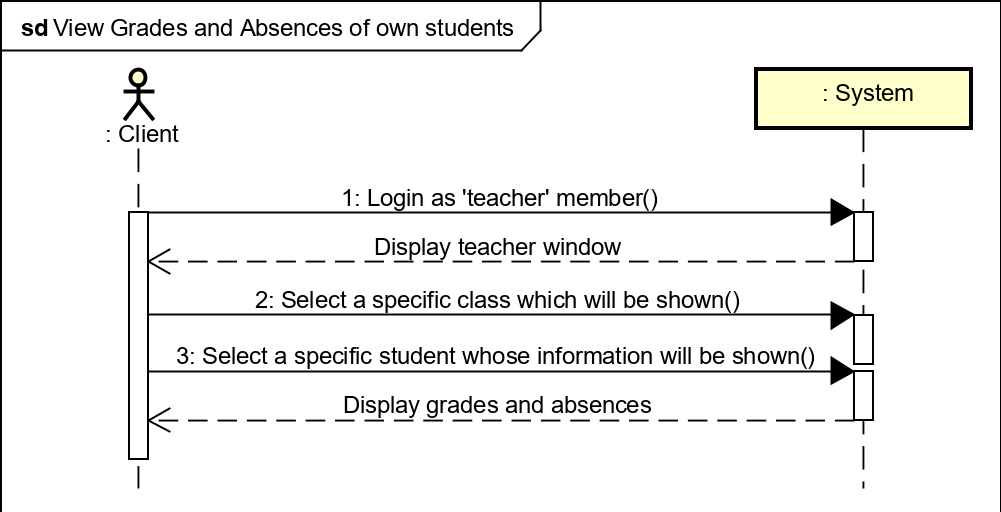 sd View Grades and Absences of own students
: Client
: System
1: Login as 'teacher' member()
Display teacher window
2: Select a specific class which will be shown()
3: Select a specific student whose information will be shown()
Display grades and absences